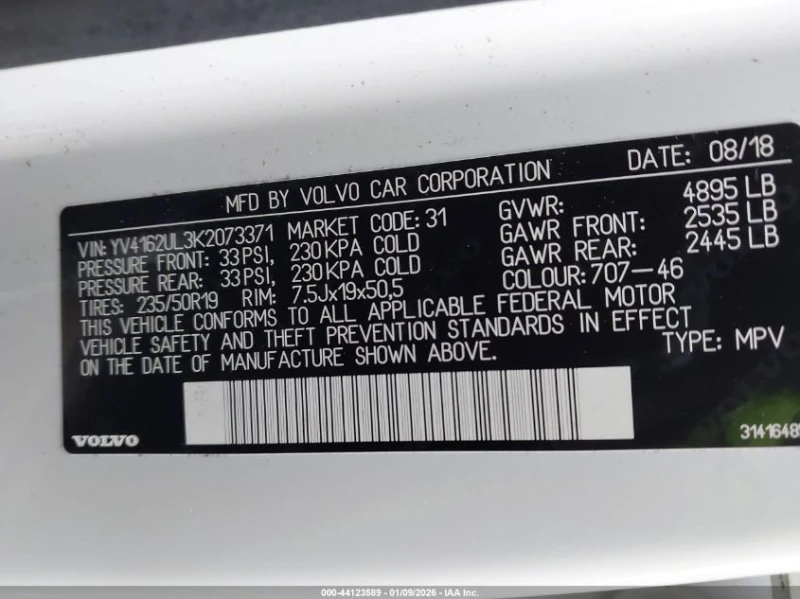 MFD BY VOLVO CAR CORPORATION DATE: 08/18
VIN: YV4162UL3K2073371 MARKET CODE: 31 GVWR: 4895 LB
PRESSURE FRONT: 33PSI, 230KPA COLD GAWR FRONT: 2535 LB
PRESSURE REAR: 33PSI, 230KPA COLD GAWR REAR: 2445 LB
TIRES: 235/50R19 RIM: 7.5Jx19x50,5 COLOUR: 707-46
THIS VEHICLE CONFORMS TO ALL APPLICABLE FEDERAL MOTOR
VEHICLE SAFETY AND THEFT PREVENTION STANDARDS IN EFFECT
ON THE DATE OF MANUFACTURE SHOWN ABOVE. TYPE: MPV
VOLVO
000-44123569 - 01/09/2026 - IAA Inc.